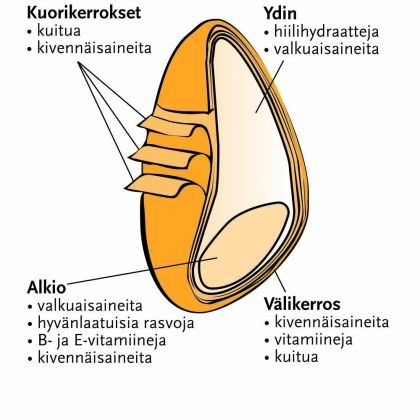 Kuorikerrokset
• kuitua
• kivennäisaineita
Ydin
• hiilihydraatteja
• valkuaisaineita
Alkio
• valkuaisaineita
• hyvänlaatuisia rasvoja
• B- ja E-vitamiineja
• kivennäisaineita
Välikerros
• kivennäisaineita
• vitamiineja
• kuitua